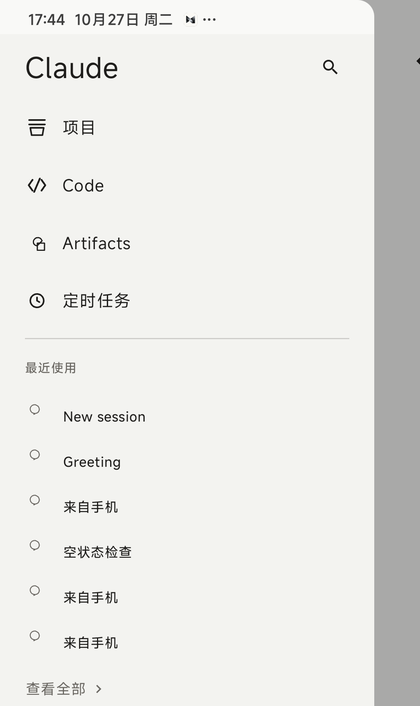 17:44 10月27日 周二 ···
Claude
项目
Code
Artifacts
定时任务
最近使用
New session
Greeting
来自手机
空状态检查
来自手机
来自手机
查看全部